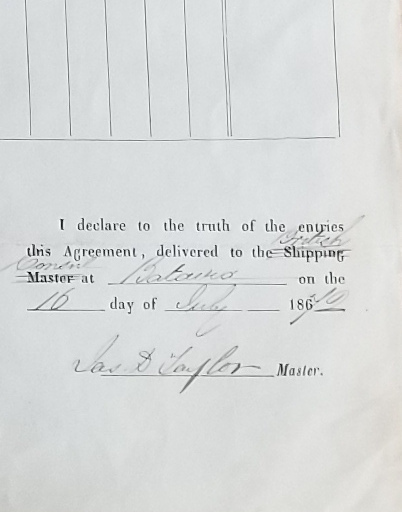 I declare to the truth of the entries
British
this Agreement, delivered to the Shipping
Consul
Master at Batavia on the
16 day of July 18670
Jas D Taylor Master.